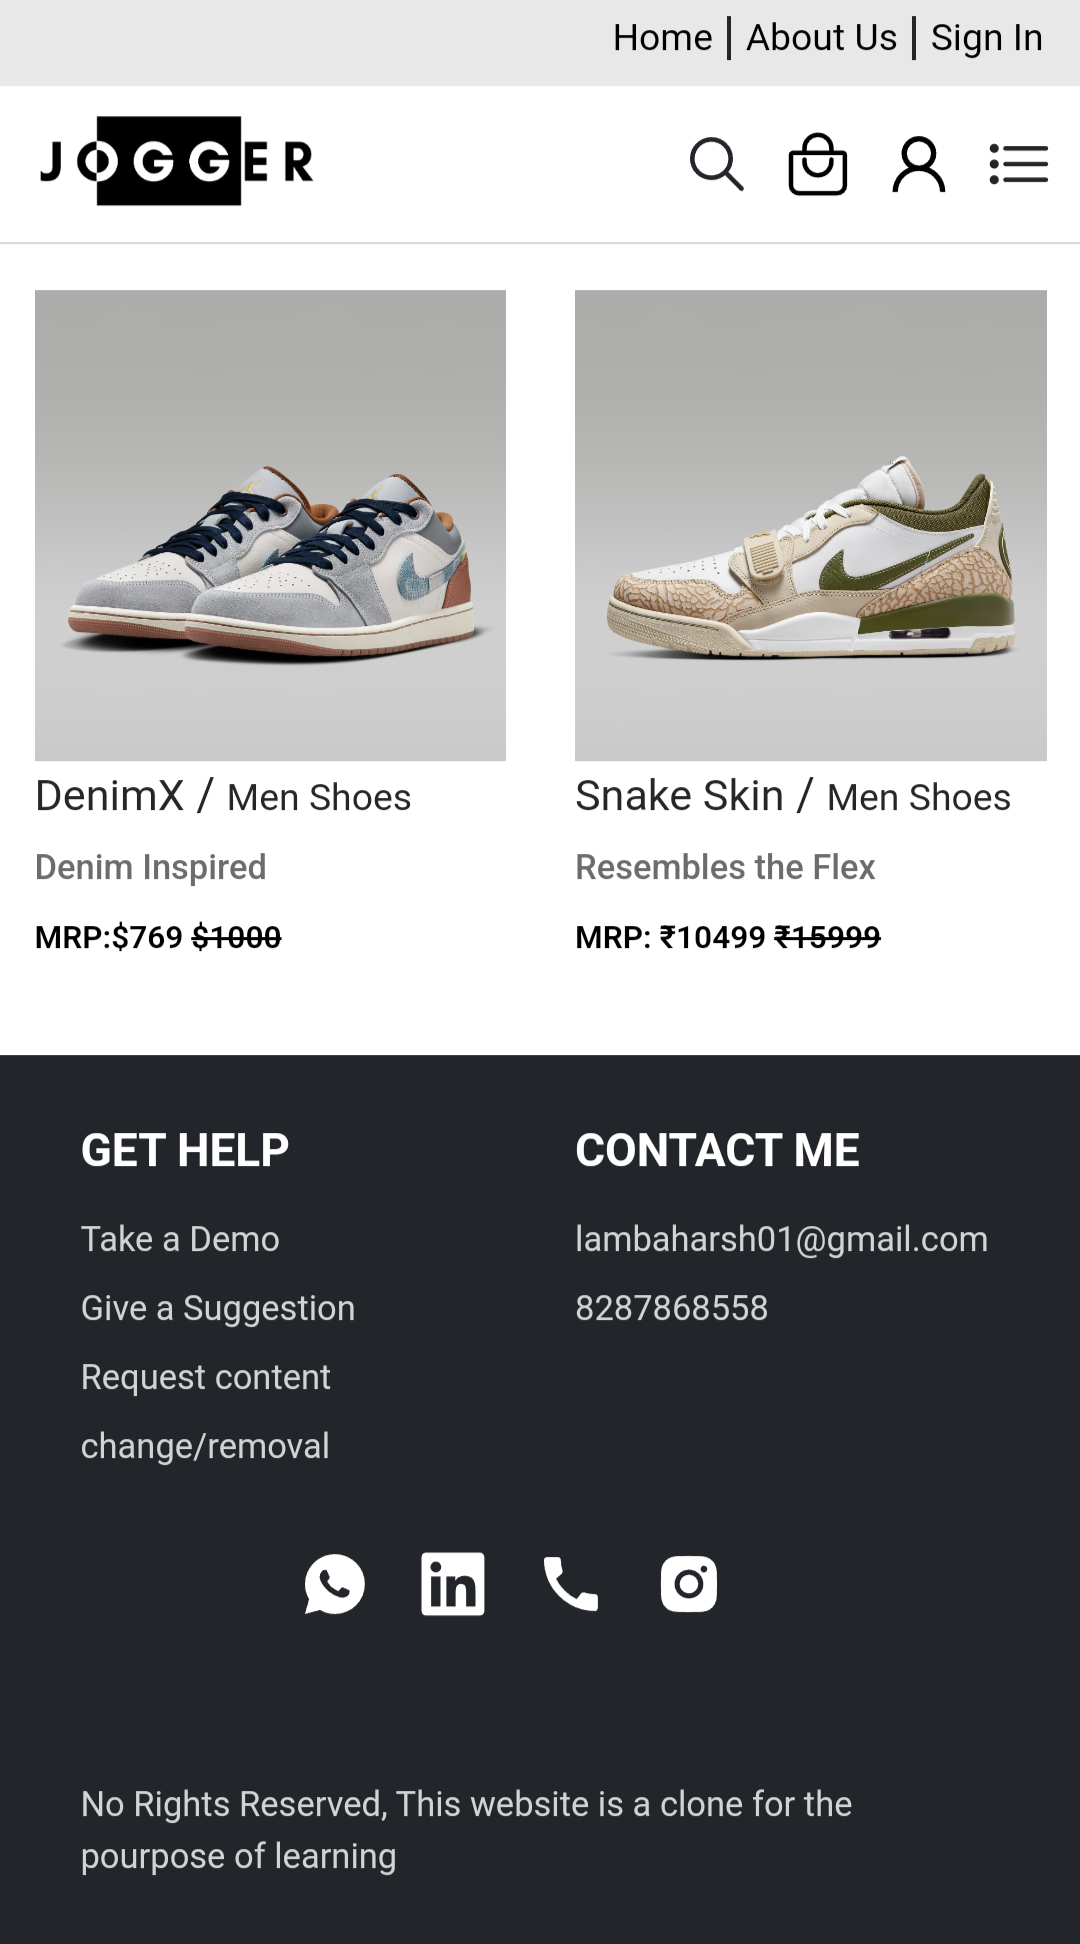 Home | About Us | Sign In
JOGGER
DenimX / Men Shoes
Denim Inspired
MRP:$769 $1000
Snake Skin / Men Shoes
Resembles the Flex
MRP: ₹10499 ₹15999
GET HELP
Take a Demo
Give a Suggestion
Request content
change/removal
CONTACT ME
lambaharsh01@gmail.com
8287868558
in
No Rights Reserved, This website is a clone for the
pourpose of learning